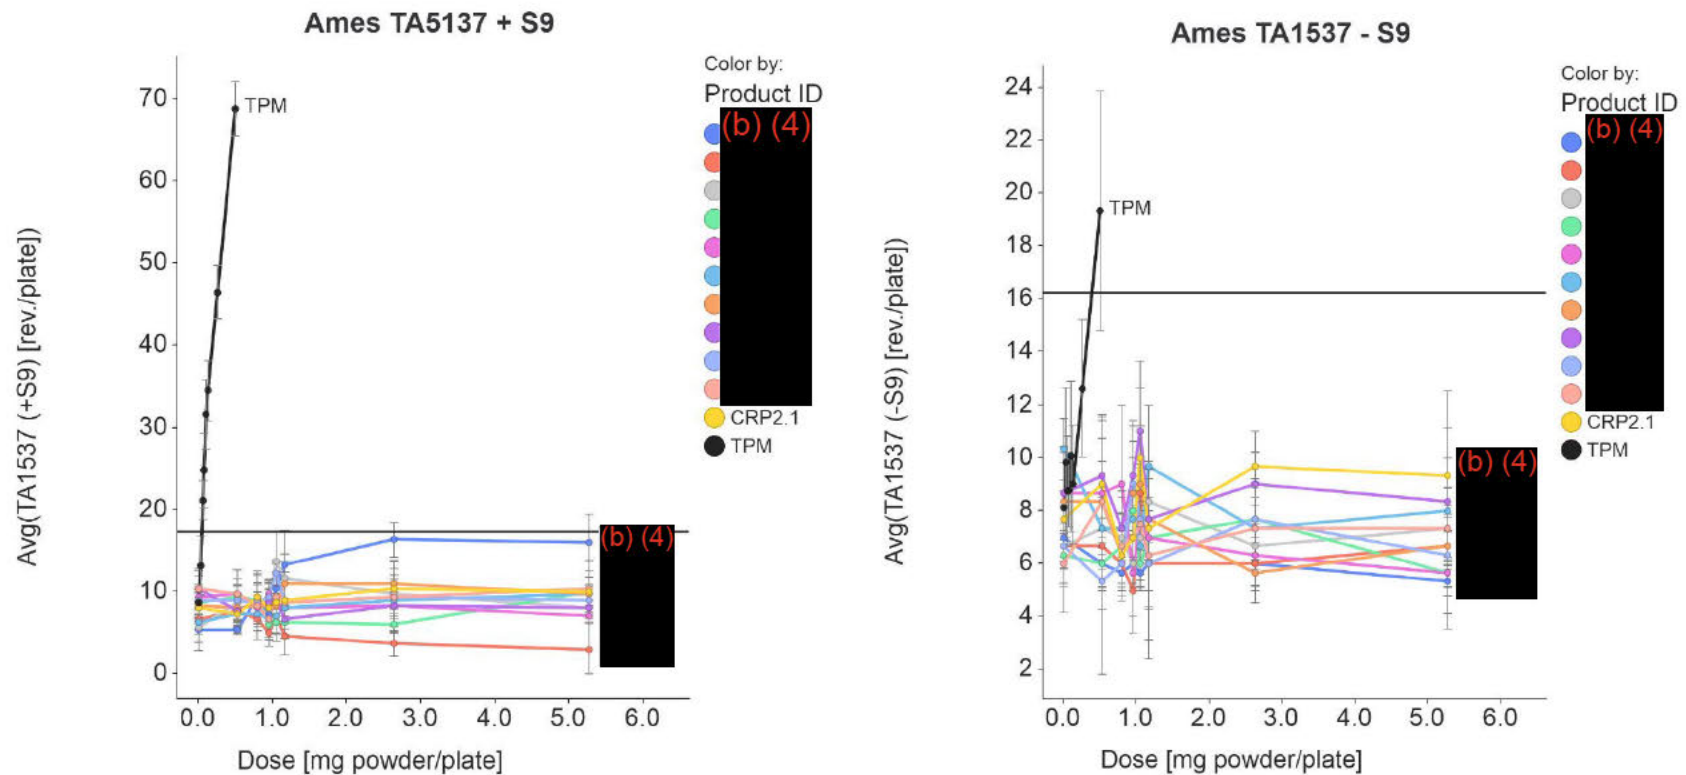 Ames TA5137 + S9
Avg(TA1537 (+S9) [rev./plate])
70
60
50
40
30
20
10
0
TPM
0.0 1.0 2.0 3.0 4.0 5.0 6.0
Dose [mg powder/plate]
Color by:
Product ID
(b) (4)
CRP2.1
TPM
(b) (4)
Ames TA1537 - S9
Avg(TA1537 (-S9) [rev./plate])
24
22
20
18
16
14
12
10
8
6
4
2
TPM
0.0 1.0 2.0 3.0 4.0 5.0 6.0
Dose [mg powder/plate]
Color by:
Product ID
(b) (4)
CRP2.1
TPM
(b) (4)